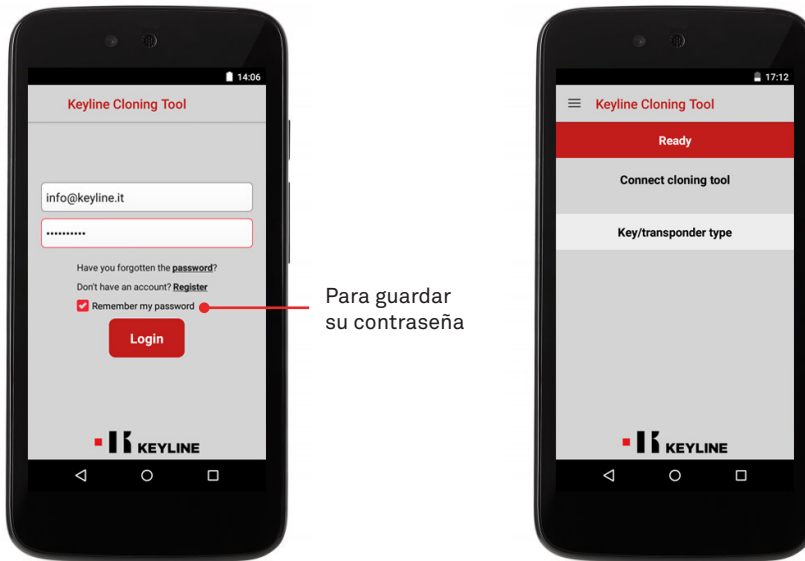 14:06
Keyline Cloning Tool
info@keyline.it
••••••••••
Have you forgotten the password?
Don't have an account? Register
Remember my password
Login
KEYLINE
Para guardar
su contraseña
17:12
Keyline Cloning Tool
Ready
Connect cloning tool
Key/transponder type
KEYLINE